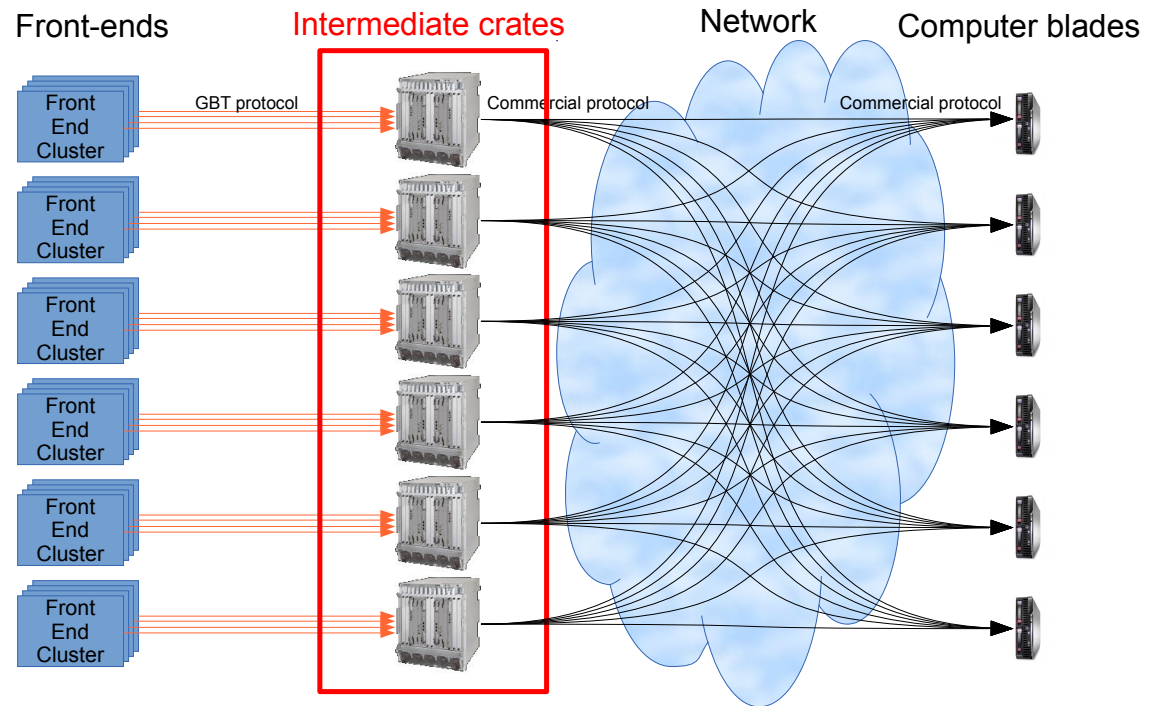 Front-ends
Intermediate crates
Network
Computer blades
GBT protocol
Commercial protocol
Commercial protocol
Front
End
Cluster
Front
End
Cluster
Front
End
Cluster
Front
End
Cluster
Front
End
Cluster
Front
End
Cluster